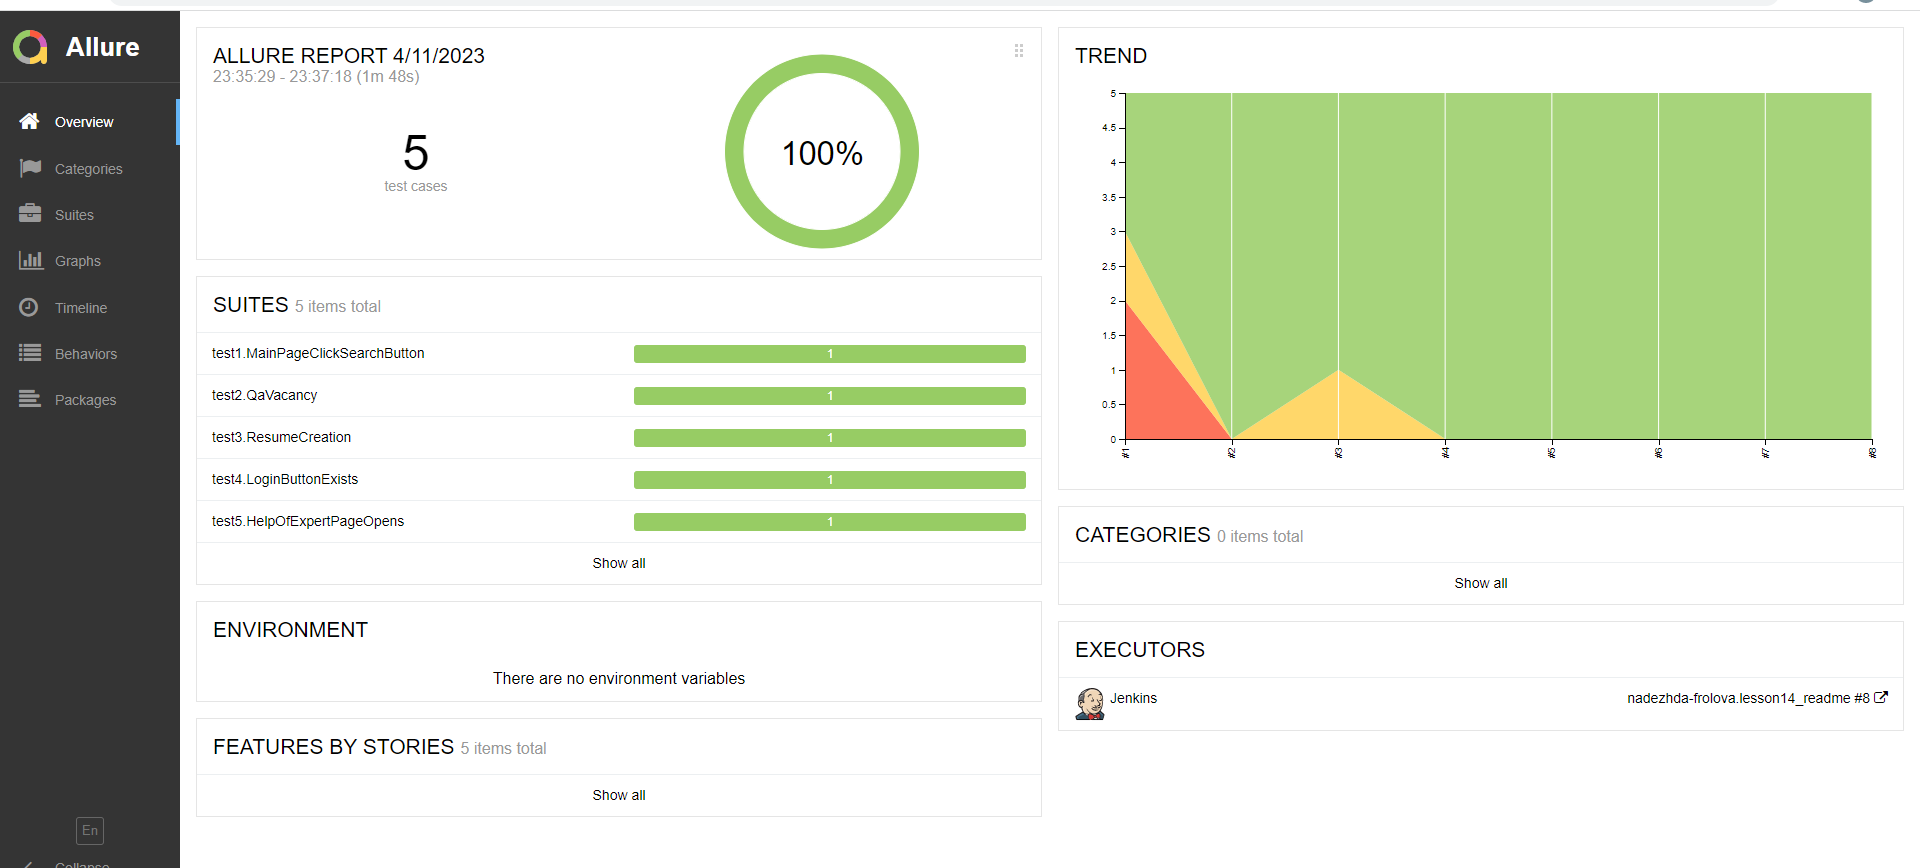 Allure
Overview
Categories
Suites
Graphs
Timeline
Behaviors
Packages
En
Collapse
ALLURE REPORT 4/11/2023
23:35:29 - 23:37:18 (1m 48s)
5
test cases
100%
SUITES 5 items total
test1.MainPageClickSearchButton 1
test2.QaVacancy 1
test3.ResumeCreation 1
test4.LoginButtonExists 1
test5.HelpOfExpertPageOpens 1
Show all
ENVIRONMENT
There are no environment variables
FEATURES BY STORIES 5 items total
Show all
TREND
5
4.5
4
3.5
3
2.5
2
1.5
1
0.5
0
#1 #2 #3 #4 #5 #6 #7 #8
CATEGORIES 0 items total
Show all
EXECUTORS
Jenkins nadezhda-frolova.lesson14_readme #8